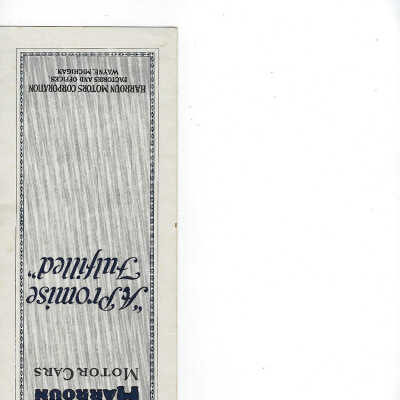 HARROUN
MOTOR CARS
"A Promise
Fulfilled"
HARROUN MOTORS CORPORATION
FACTORIES AND OFFICES
WAYNE, MICHIGAN.